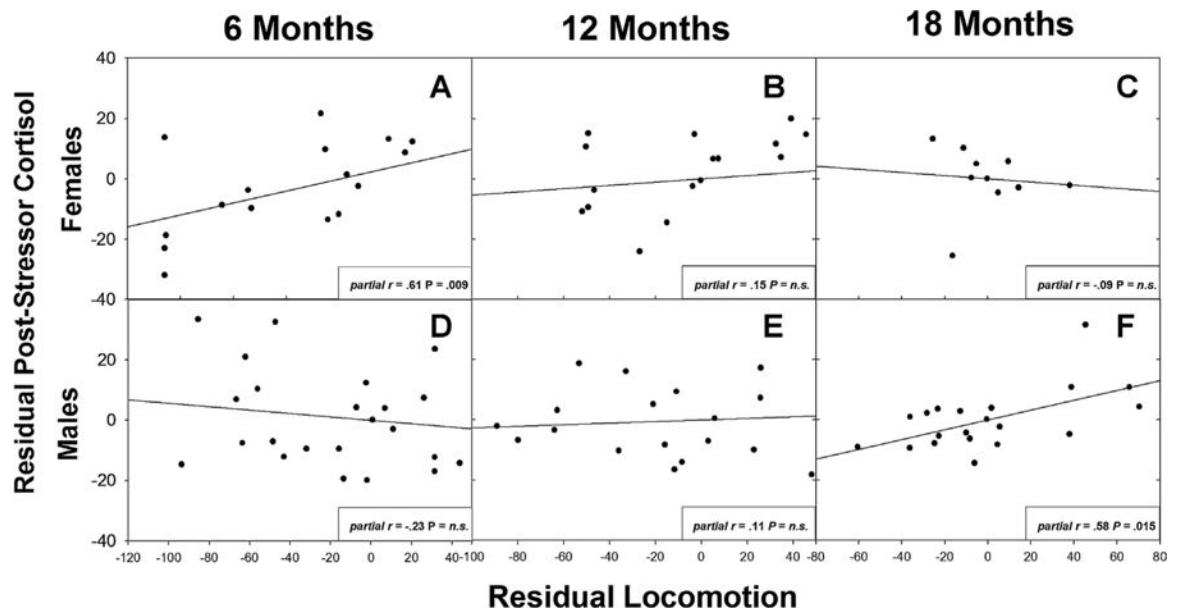 6 Months 12 Months 18 Months
Residual Post-Stressor Cortisol
Females
Males
40
20
0
-20
-40
A
partial r = .61 P = .009
B
partial r = .15 P = n.s.
C
partial r = -.09 P = n.s.
20
0
-20
-40
D
partial r = -.23 P = n.s.
E
partial r = .11 P = n.s.
F
partial r = .58 P = .015
-120 -100 -80 -60 -40 -20 0 20 40 -100 -80 -60 -40 -20 0 20 40 -80 -60 -40 -20 0 20 40 60 80
Residual Locomotion